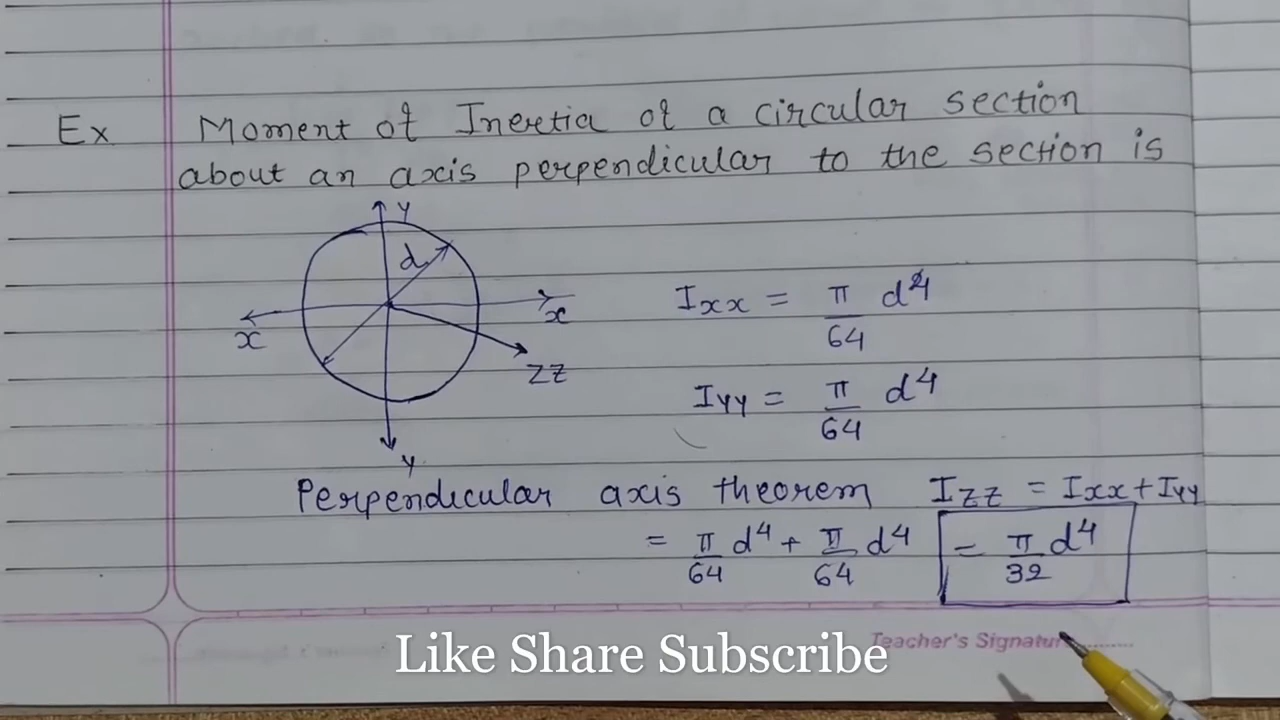 Ex Moment of Inertia of a circular section
about an axis perpendicular to the section is
Y
d
x
x
ZZ
Y
Ixx = π/64 d4
IYY = π/64 d4
Perpendicular axis theorem IZZ = Ixx + IYY
= π/64 d4 + π/64 d4 = π/32 d4
Teacher's Signatur
Like Share Subscribe